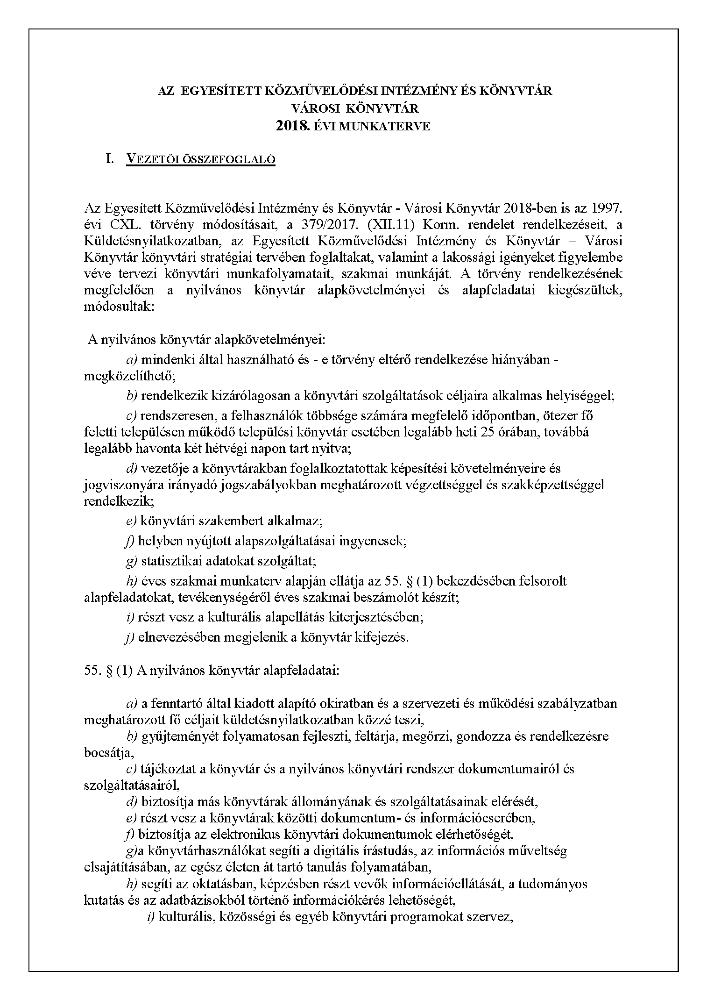 AZ EGYESÍTETT KÖZMŰVELŐDÉSI INTÉZMÉNY ÉS KÖNYVTÁR
VÁROSI KÖNYVTÁR
2018. ÉVI MUNKATERVE
I. VEZETŐI ÖSSZEFOGLALÓ
Az Egyesített Közművelődési Intézmény és Könyvtár - Városi Könyvtár 2018-ben is az 1997.
évi CXL. törvény módosításait, a 379/2017. (XII.11) Korm. rendelet rendelkezéseit, a
Küldetésnyilatkozatban, az Egyesített Közművelődési Intézmény és Könyvtár – Városi
Könyvtár könyvtári stratégiai tervében foglaltakat, valamint a lakossági igényeket figyelembe
véve tervezi könyvtári munkafolyamatait, szakmai munkáját. A törvény rendelkezésének
megfelelően a nyilvános könyvtár alapkövetelményei és alapfeladatai kiegészültek,
módosultak:
A nyilvános könyvtár alapkövetelményei:
a) mindenki által használható és - e törvény eltérő rendelkezése hiányában -
megközelíthető;
b) rendelkezik kizárólagosan a könyvtári szolgáltatások céljaira alkalmas helyiséggel;
c) rendszeresen, a felhasználók többsége számára megfelelő időpontban, ötezer fő
feletti településen működő települési könyvtár esetében legalább heti 25 órában, továbbá
legalább havonta két hétvégi napon tart nyitva;
d) vezetője a könyvtárakban foglalkoztatottak képesítési követelményeire és
jogviszonyára irányadó jogszabályokban meghatározott végzettséggel és szakképzettséggel
rendelkezik;
e) könyvtári szakembert alkalmaz;
f) helyben nyújtott alapszolgáltatásai ingyenesek;
g) statisztikai adatokat szolgáltat;
h) éves szakmai munkaterv alapján ellátja az 55. § (1) bekezdésében felsorolt
alapfeladatokat, tevékenységéről éves szakmai beszámolót készít;
i) részt vesz a kulturális alapellátás kiterjesztésében;
j) elnevezésében megjelenik a könyvtár kifejezés.
55. § (1) A nyilvános könyvtár alapfeladatai:
a) a fenntartó által kiadott alapító okiratban és a szervezeti és működési szabályzatban
meghatározott fő céljait küldetésnyilatkozatban közzé teszi,
b) gyűjteményét folyamatosan fejleszti, feltárja, megőrzi, gondozza és rendelkezésre
bocsátja,
c) tájékoztat a könyvtár és a nyilvános könyvtári rendszer dokumentumairól és
szolgáltatásairól,
d) biztosítja más könyvtárak állományának és szolgáltatásainak elérését,
e) részt vesz a könyvtárak közötti dokumentum- és információcserében,
f) biztosítja az elektronikus könyvtári dokumentumok elérhetőségét,
g)a könyvtárhasználókat segíti a digitális írástudás, az információs műveltség
elsajátításában, az egész életen át tartó tanulás folyamatában,
h) segíti az oktatásban, képzésben részt vevők információellátását, a tudományos
kutatás és az adatbázisokból történő információkérés lehetőségét,
i) kulturális, közösségi és egyéb könyvtári programokat szervez,